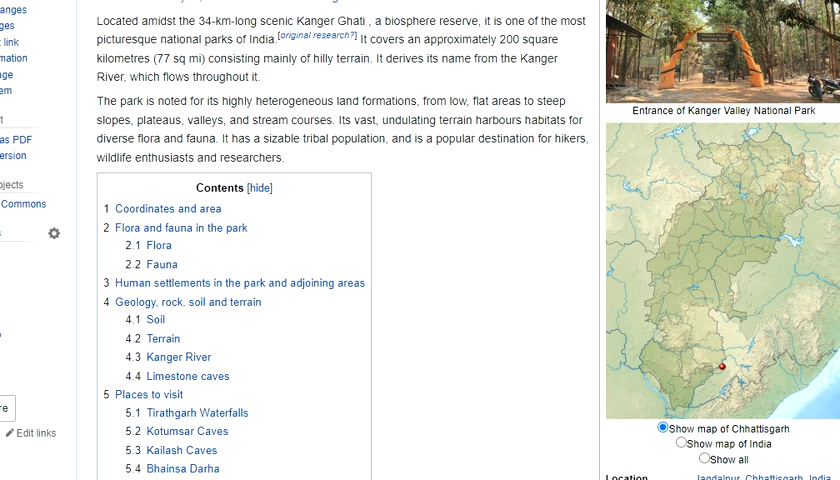 anges
ges
link
mation
age
em
as PDF
ersion
ojects
Commons
re
Edit links
Located amidst the 34-km-long scenic Kanger Ghati , a biosphere reserve, it is one of the most
picturesque national parks of India.[original research?] It covers an approximately 200 square
kilometres (77 sq mi) consisting mainly of hilly terrain. It derives its name from the Kanger
River, which flows throughout it.
The park is noted for its highly heterogeneous land formations, from low, flat areas to steep
slopes, plateaus, valleys, and stream courses. Its vast, undulating terrain harbours habitats for
diverse flora and fauna. It has a sizable tribal population, and is a popular destination for hikers,
wildlife enthusiasts and researchers.
Contents [hide]
1 Coordinates and area
2 Flora and fauna in the park
2.1 Flora
2.2 Fauna
3 Human settlements in the park and adjoining areas
4 Geology, rock, soil and terrain
4.1 Soil
4.2 Terrain
4.3 Kanger River
4.4 Limestone caves
5 Places to visit
5.1 Tirathgarh Waterfalls
5.2 Kotumsar Caves
5.3 Kailash Caves
5.4 Bhainsa Darha
Entrance of Kanger Valley National Park
Show map of Chhattisgarh
Show map of India
Show all
Location Jagdalpur, Chhattisgarh, India